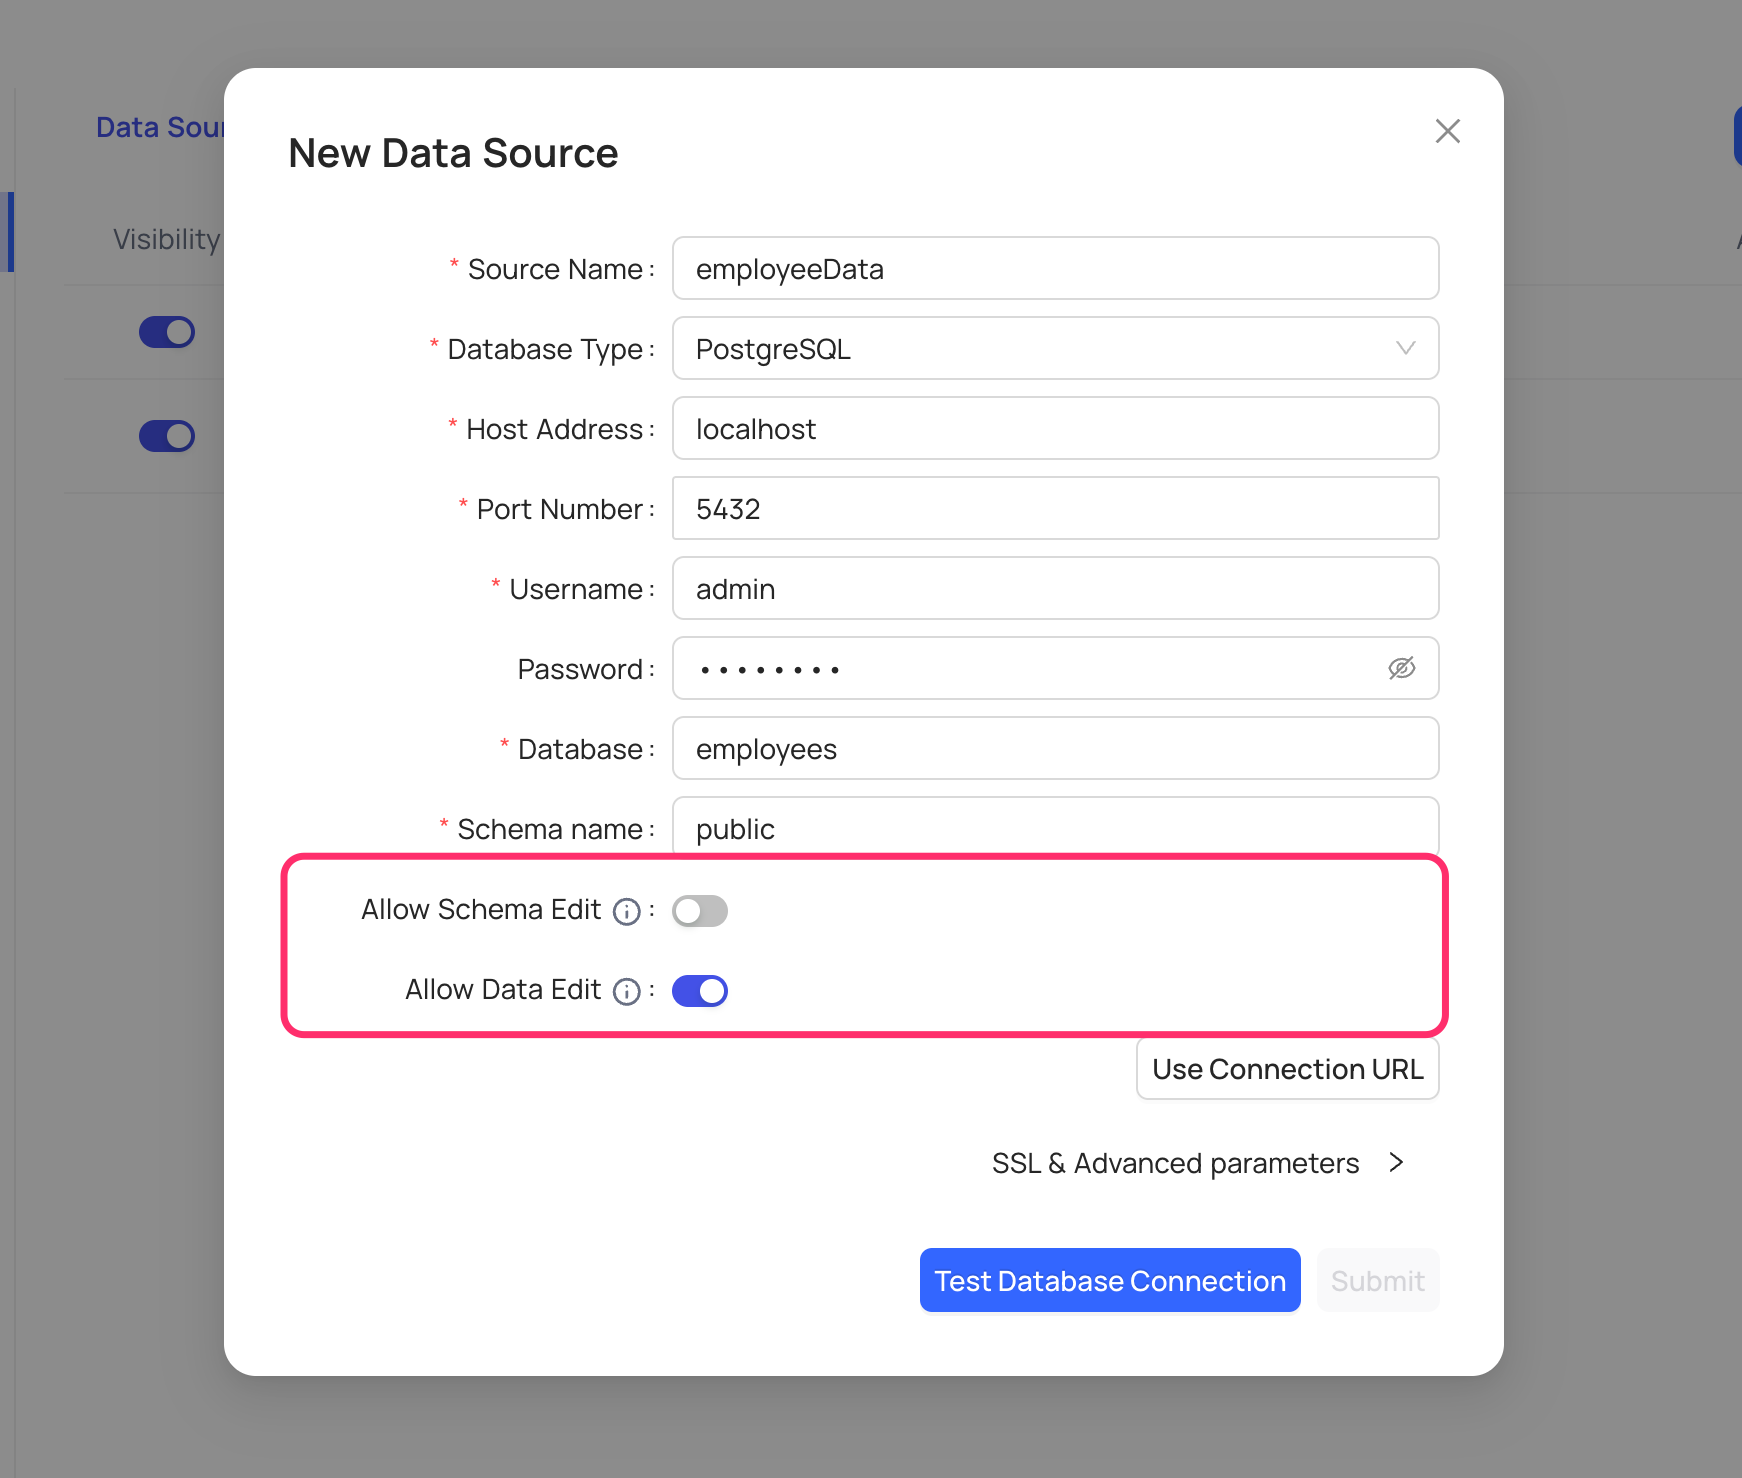 Data Sour
New Data Source
Visibility
* Source Name : employeeData
* Database Type : PostgreSQL
* Host Address : localhost
* Port Number : 5432
* Username : admin
Password : ••••••••
* Database : employees
* Schema name : public
Allow Schema Edit :
Allow Data Edit :
Use Connection URL
SSL & Advanced parameters
Test Database Connection
Submit